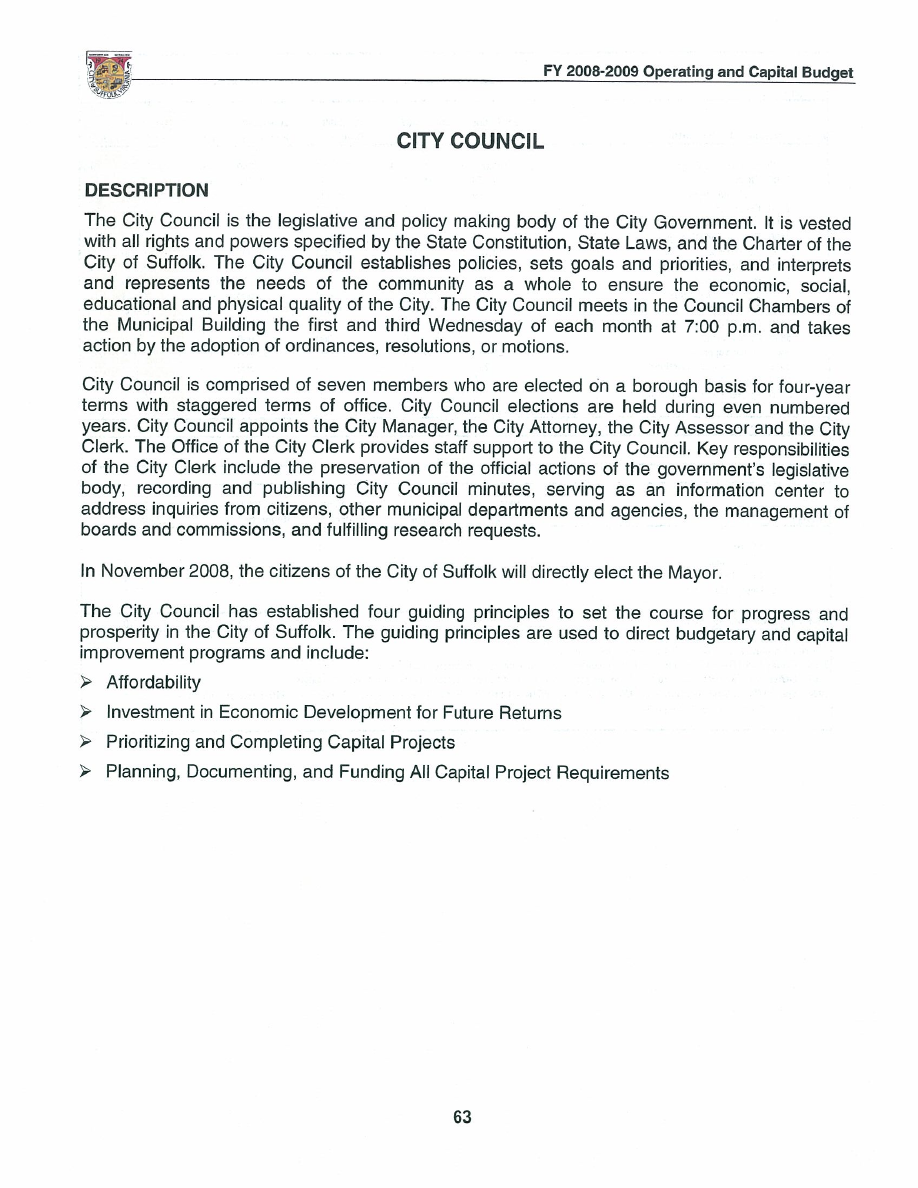 FY 2008-2009 Operating and Capital Budget
CITY COUNCIL
DESCRIPTION
The City Council is the legislative and policy making body of the City Government. It is vested
with all rights and powers specified by the State Constitution, State Laws, and the Charter of the
City of Suffolk. The City Council establishes policies, sets goals and priorities, and interprets
and represents the needs of the community as a whole to ensure the economic, social,
educational and physical quality of the City. The City Council meets in the Council Chambers of
the Municipal Building the first and third Wednesday of each month at 7:00 p.m. and takes
action by the adoption of ordinances, resolutions, or motions.
City Council is comprised of seven members who are elected on a borough basis for four-year
terms with staggered terms of office. City Council elections are held during even numbered
years. City Council appoints the City Manager, the City Attorney, the City Assessor and the City
Clerk. The Office of the City Clerk provides staff support to the City Council. Key responsibilities
of the City Clerk include the preservation of the official actions of the government's legislative
body, recording and publishing City Council minutes, serving as an information center to
address inquiries from citizens, other municipal departments and agencies, the management of
boards and commissions, and fulfilling research requests.
In November 2008, the citizens of the City of Suffolk will directly elect the Mayor.
The City Council has established four guiding principles to set the course for progress and
prosperity in the City of Suffolk. The guiding principles are used to direct budgetary and capital
improvement programs and include:
➢ Affordability
➢ Investment in Economic Development for Future Returns
➢ Prioritizing and Completing Capital Projects
➢ Planning, Documenting, and Funding All Capital Project Requirements
63